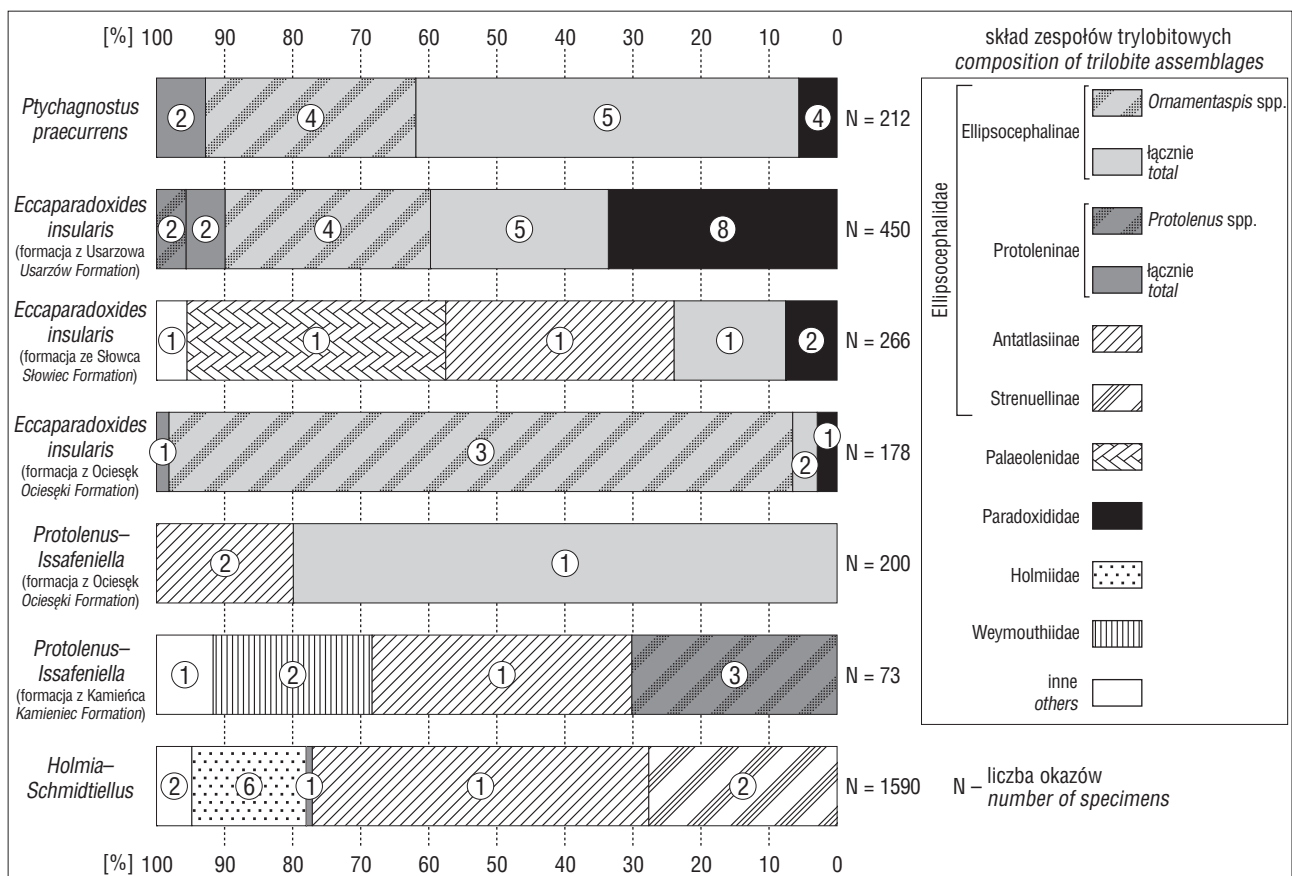 [%] 100 90 80 70 60 50 40 30 20 10 0
Ptychagnostus
praecurrens
2 4 5 4
N = 212
Eccaparadoxides
insularis
(formacja z Usarzowa
Usarzów Formation)
2 2 4 5 8
N = 450
Eccaparadoxides
insularis
(formacja ze Słowca
Słowiec Formation)
1 1 1 1 2
N = 266
Eccaparadoxides
insularis
(formacja z Ociesęk
Ociesęki Formation)
1 3 2 1
N = 178
Protolenus–
Issafeniella
(formacja z Ociesęk
Ociesęki Formation)
2 1
N = 200
Protolenus–
Issafeniella
(formacja z Kamieńca
Kamieniec Formation)
1 2 1 3
N = 73
Holmia–
Schmidtiellus
2 6 1 1 2
N = 1590
[%] 100 90 80 70 60 50 40 30 20 10 0
skład zespołów trylobitowych
composition of trilobite assemblages
Ellipsocephalidae
Ellipsocephalinae
Ornamentaspis spp.
łącznie
total
Protoleninae
Protolenus spp.
łącznie
total
Antatlasiinae
Strenuellinae
Palaeolenidae
Paradoxididae
Holmiidae
Weymouthiidae
inne
others
N – liczba okazów
number of specimens